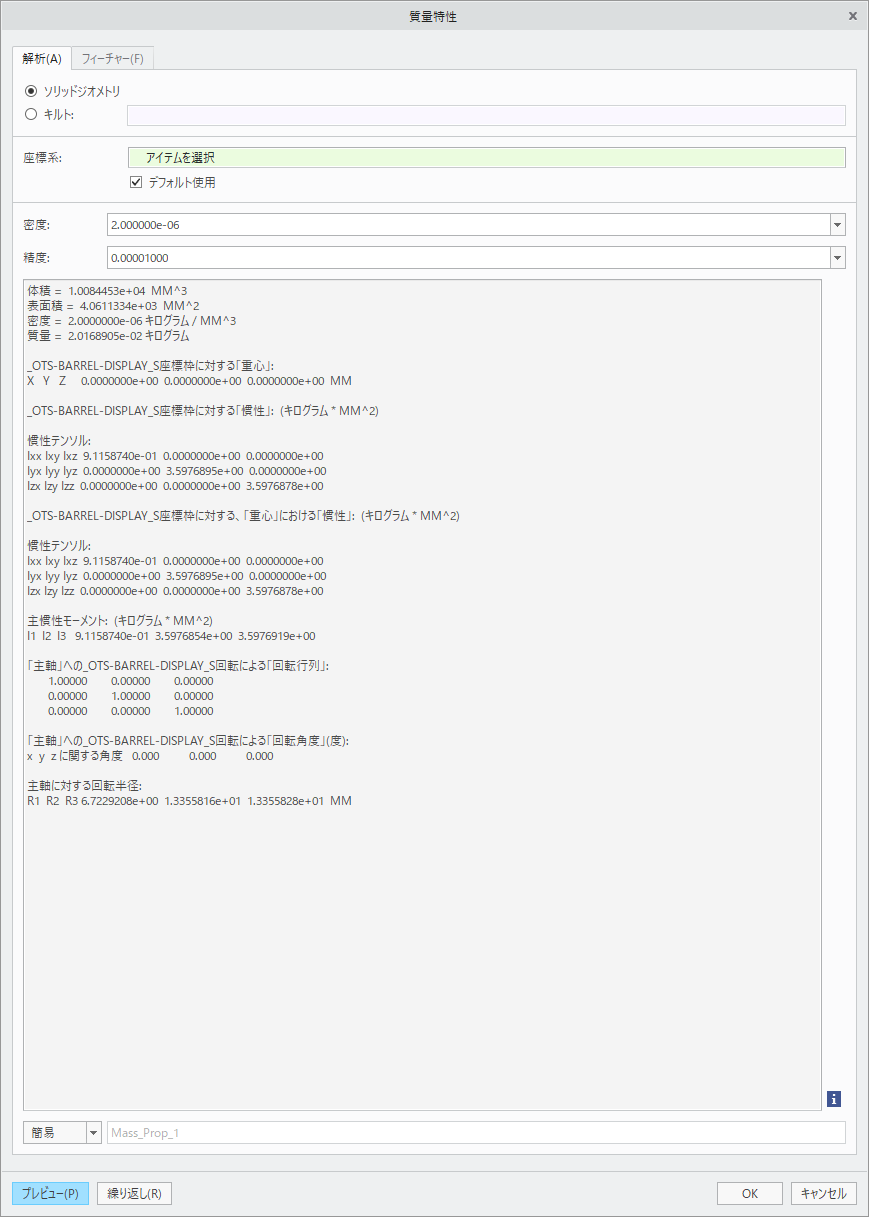 質量特性
解析(A) フィーチャー(F)
ソリッドジオメトリ
キルト:
座標系: アイテムを選択
デフォルト使用
密度: 2.000000e-06
精度: 0.00001000
体積 = 1.0084453e+04 MM^3
表面積 = 4.0611334e+03 MM^2
密度 = 2.0000000e-06 キログラム / MM^3
質量 = 2.0168905e-02 キログラム
_OTS-BARREL-DISPLAY_S座標枠に対する「重心」:
X Y Z 0.0000000e+00 0.0000000e+00 0.0000000e+00 MM
_OTS-BARREL-DISPLAY_S座標枠に対する「慣性」: (キログラム * MM^2)
慣性テンソル:
Ixx Ixy Ixz 9.1158740e-01 0.0000000e+00 0.0000000e+00
Iyx Iyy Iyz 0.0000000e+00 3.5976895e+00 0.0000000e+00
Izx Izy Izz 0.0000000e+00 0.0000000e+00 3.5976878e+00
_OTS-BARREL-DISPLAY_S座標枠に対する、「重心」における「慣性」: (キログラム * MM^2)
慣性テンソル:
Ixx Ixy Ixz 9.1158740e-01 0.0000000e+00 0.0000000e+00
Iyx Iyy Iyz 0.0000000e+00 3.5976895e+00 0.0000000e+00
Izx Izy Izz 0.0000000e+00 0.0000000e+00 3.5976878e+00
主慣性モーメント: (キログラム * MM^2)
I1 I2 I3 9.1158740e-01 3.5976854e+00 3.5976919e+00
「主軸」への_OTS-BARREL-DISPLAY_S回転による「回転行列」:
1.00000 0.00000 0.00000
0.00000 1.00000 0.00000
0.00000 0.00000 1.00000
「主軸」への_OTS-BARREL-DISPLAY_S回転による「回転角度」(度):
x y z に関する角度 0.000 0.000 0.000
主軸に対する回転半径:
R1 R2 R3 6.7229208e+00 1.3355816e+01 1.3355828e+01 MM
簡易 Mass_Prop_1
プレビュー(P) 繰り返し(R) OK キャンセル